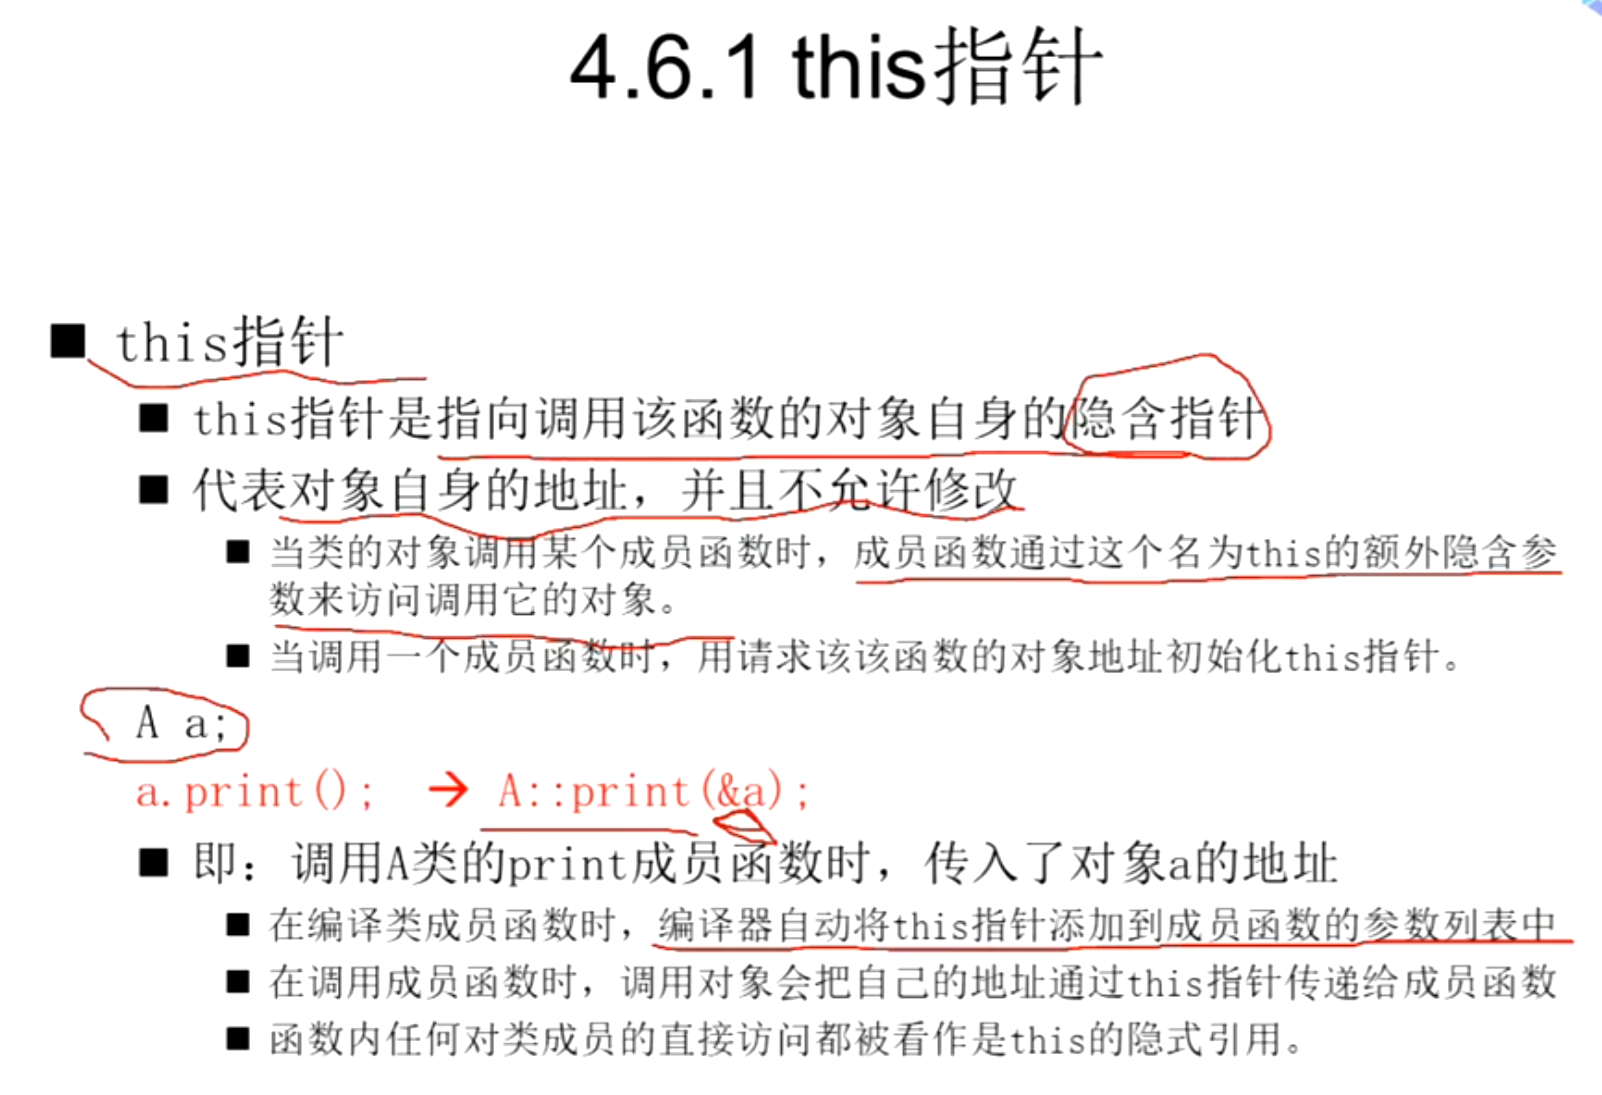 4.6.1 this指针
this指针
this指针是指向调用该函数的对象自身的隐含指针
代表对象自身的地址，并且不允许修改
当类的对象调用某个成员函数时，成员函数通过这个名为this的额外隐含参
数来访问调用它的对象。
当调用一个成员函数时，用请求该该函数的对象地址初始化this指针。
A a;
a.print(); → A::print(&a);
即：调用A类的print成员函数时，传入了对象a的地址
在编译类成员函数时，编译器自动将this指针添加到成员函数的参数列表中
在调用成员函数时，调用对象会把自己的地址通过this指针传递给成员函数
函数内任何对类成员的直接访问都被看作是this的隐式引用。